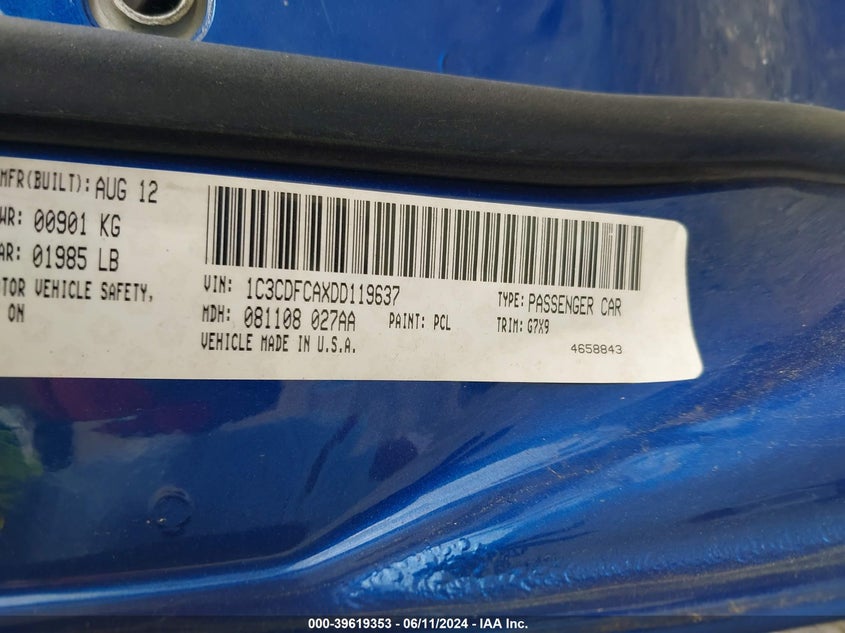 MFR(BUILT): AUG 12
WR: 00901 KG
AR: 01985 LB
TOR VEHICLE SAFETY,
ON
VIN: 1C3CDFCAXDD119637
TYPE: PASSENGER CAR
MDH: 081108 027AA
PAINT: PCL
TRIM: G7X9
VEHICLE MADE IN U.S.A.
4658843
000-39619353 - 06/11/2024 - IAA Inc.